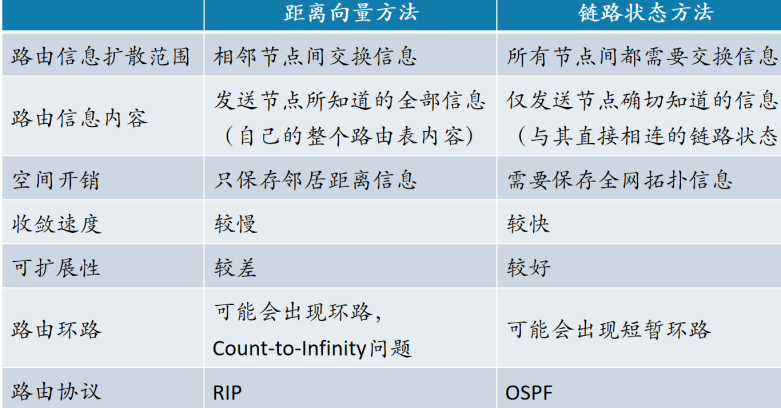 距离向量方法 链路状态方法
路由信息扩散范围 相邻节点间交换信息 所有节点间都需要交换信息
路由信息内容 发送节点所知道的全部信息 仅发送节点确切知道的信息
（自己的整个路由表内容） （与其直接相连的链路状态
空间开销 只保存邻居距离信息 需要保存全网拓扑信息
收敛速度 较慢 较快
可扩展性 较差 较好
路由环路 可能会出现环路， 可能会出现短暂环路
Count-to-Infinity问题
路由协议 RIP OSPF